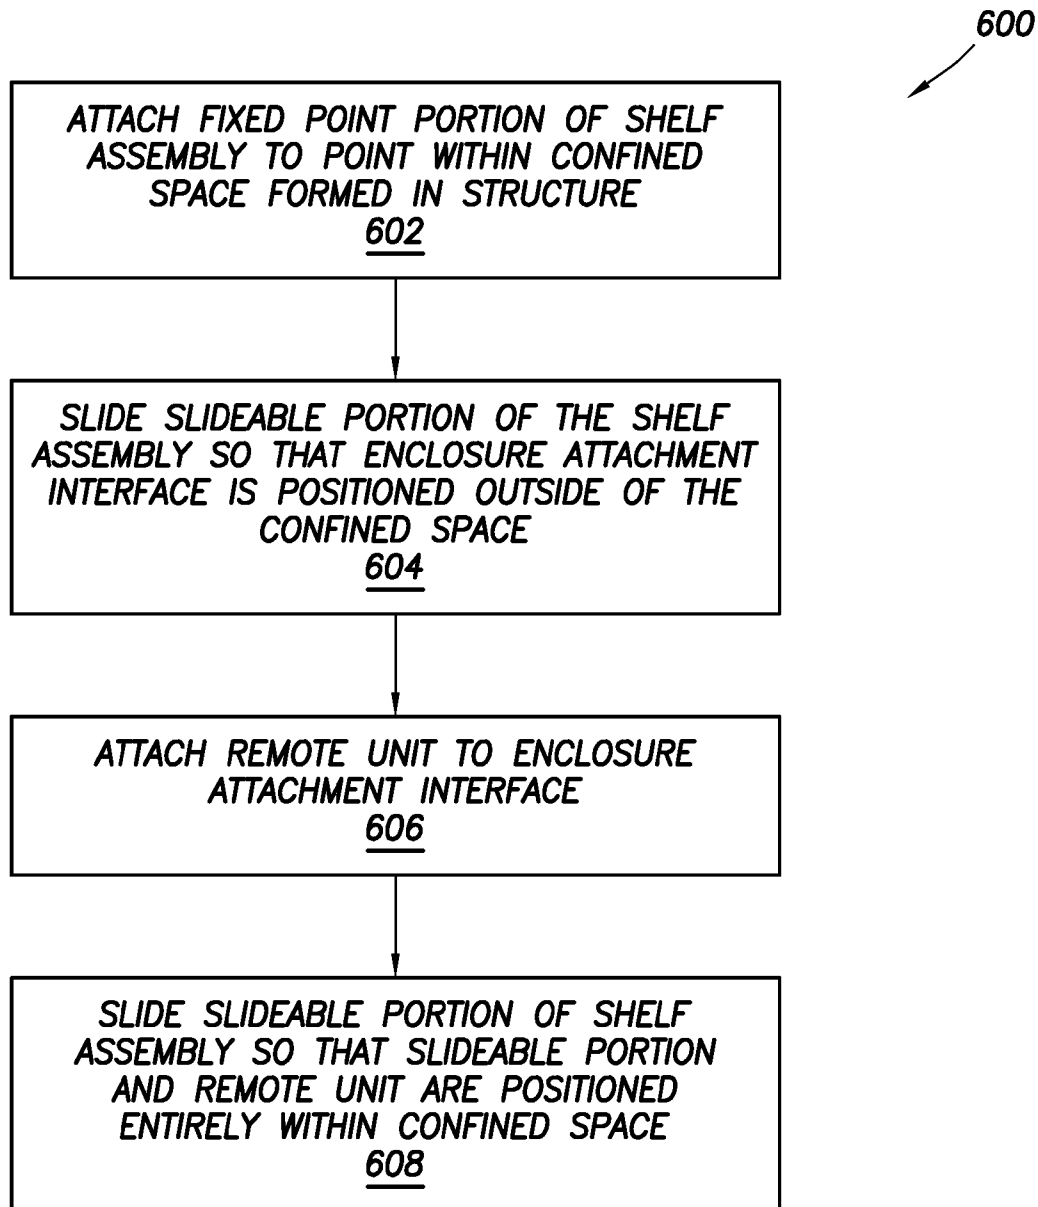 600
ATTACH FIXED POINT PORTION OF SHELF
ASSEMBLY TO POINT WITHIN CONFINED
SPACE FORMED IN STRUCTURE
602
SLIDE SLIDEABLE PORTION OF THE SHELF
ASSEMBLY SO THAT ENCLOSURE ATTACHMENT
INTERFACE IS POSITIONED OUTSIDE OF THE
CONFINED SPACE
604
ATTACH REMOTE UNIT TO ENCLOSURE
ATTACHMENT INTERFACE
606
SLIDE SLIDEABLE PORTION OF SHELF
ASSEMBLY SO THAT SLIDEABLE PORTION
AND REMOTE UNIT ARE POSITIONED
ENTIRELY WITHIN CONFINED SPACE
608